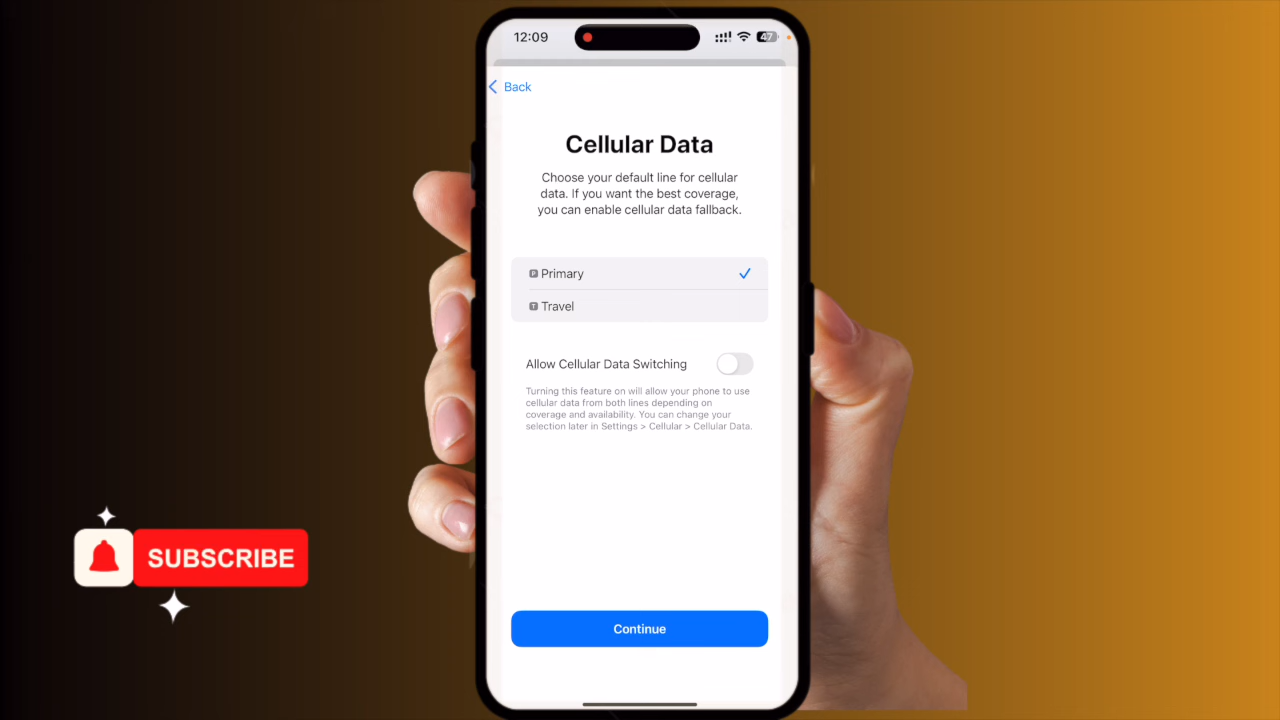 12:09
47
Back
Cellular Data
Choose your default line for cellular
data. If you want the best coverage,
you can enable cellular data fallback.
P Primary
T Travel
Allow Cellular Data Switching
Turning this feature on will allow your phone to use
cellular data from both lines depending on
coverage and availability. You can change your
selection later in Settings > Cellular > Cellular Data.
SUBSCRIBE
Continue